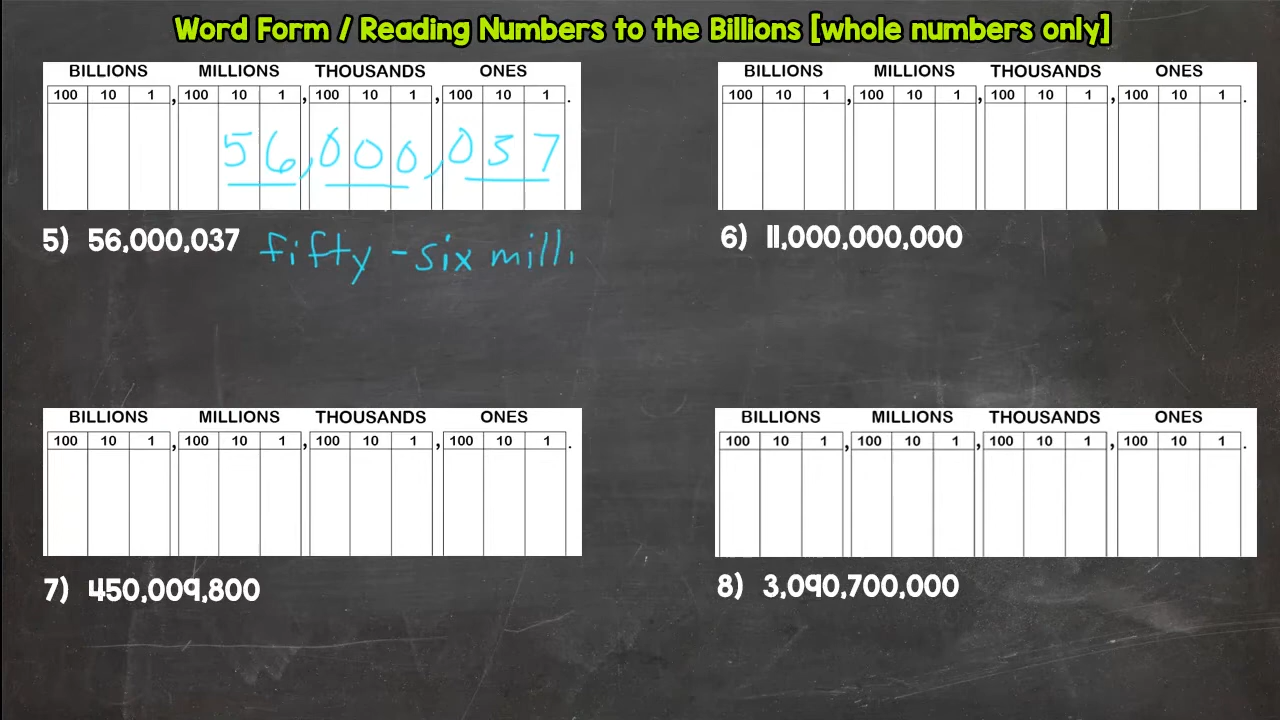 Word Form / Reading Numbers to the Billions [whole numbers only]
BILLIONS MILLIONS THOUSANDS ONES
100 10 1 , 100 10 1 , 100 10 1 , 100 10 1 .
56,000,037
5) 56,000,037 fifty-six milli
BILLIONS MILLIONS THOUSANDS ONES
100 10 1 , 100 10 1 , 100 10 1 , 100 10 1 .
6) 11,000,000,000
BILLIONS MILLIONS THOUSANDS ONES
100 10 1 , 100 10 1 , 100 10 1 , 100 10 1 .
7) 450,009,800
BILLIONS MILLIONS THOUSANDS ONES
100 10 1 , 100 10 1 , 100 10 1 , 100 10 1 .
8) 3,090,700,000